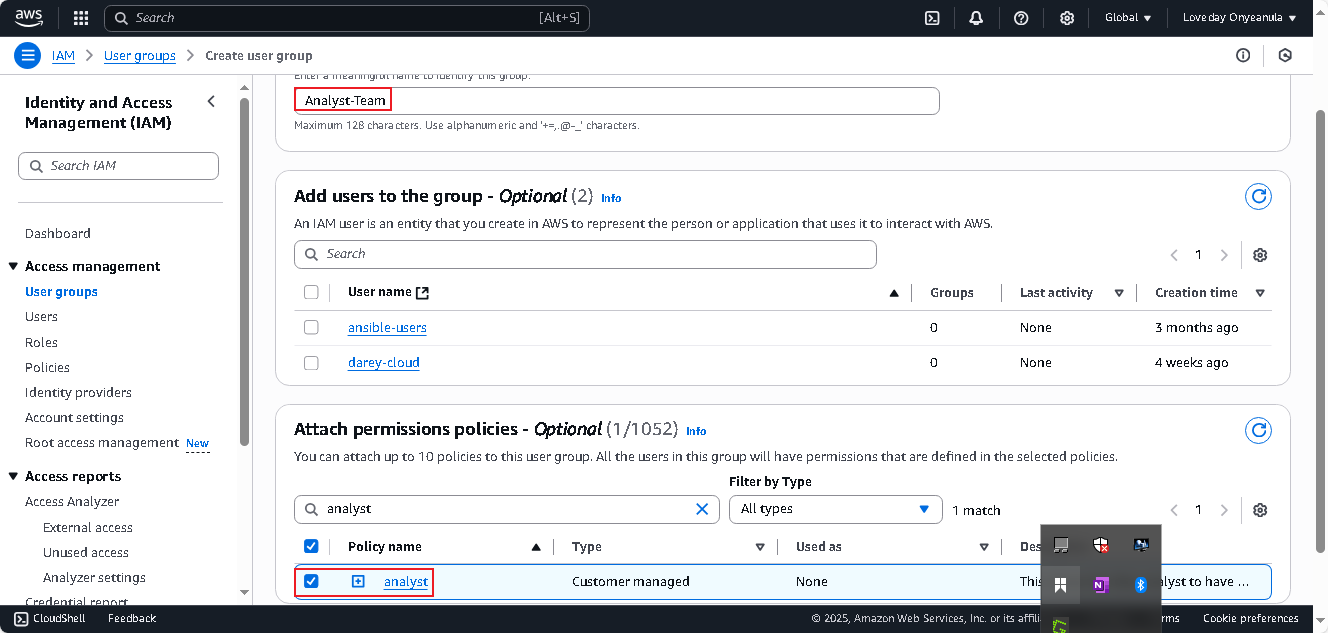 aws
Search [Alt+S]
Global
Loveday Onyeanula
IAM
User groups
Create user group
Identity and Access Management (IAM)
Search IAM
Dashboard
Access management
User groups
Users
Roles
Policies
Identity providers
Account settings
Root access management New
Access reports
Access Analyzer
External access
Unused access
Analyzer settings
Credential report
Enter a meaningful name to identify this group.
Analyst-Team
Maximum 128 characters. Use alphanumeric and '+=,.@-_' characters.
Add users to the group - Optional (2) Info
An IAM user is an entity that you create in AWS to represent the person or application that uses it to interact with AWS.
Search
1
User name Groups Last activity Creation time
ansible-users 0 None 3 months ago
darey-cloud 0 None 4 weeks ago
Attach permissions policies - Optional (1/1052) Info
You can attach up to 10 policies to this user group. All the users in this group will have permissions that are defined in the selected policies.
Filter by Type
analyst All types 1 match 1
Policy name Type Used as
analyst Customer managed None This alyst to have ...
CloudShell Feedback © 2025, Amazon Web Services, Inc. or its Cookie preferences